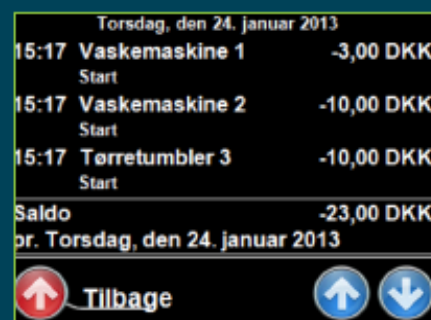 Torsdag, den 24. januar 2013
15:17 Vaskemaskine 1 -3,00 DKK
Start
15:17 Vaskemaskine 2 -10,00 DKK
Start
15:17 Tørretumbler 3 -10,00 DKK
Start
Saldo -23,00 DKK
pr. Torsdag, den 24. januar 2013
Tilbage